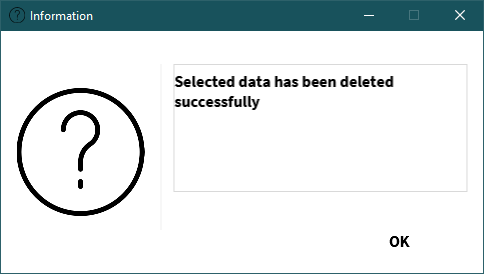 Information
Selected data has been deleted
successfully
OK